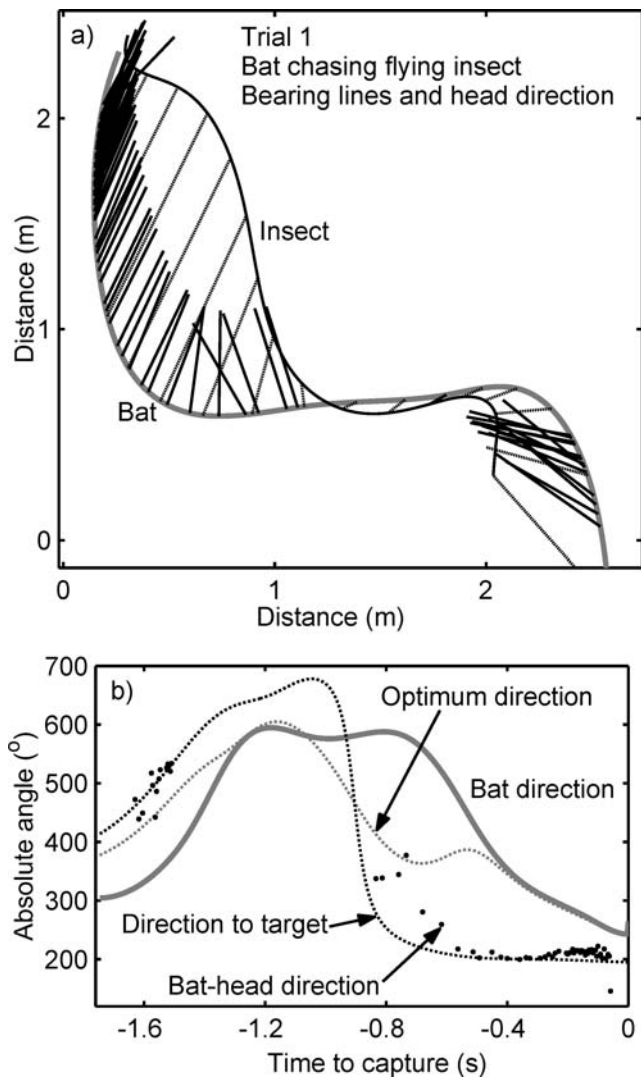 a)
Trial 1
Bat chasing flying insect
Bearing lines and head direction
2
1
0
Distance (m)
Insect
Bat
0
1
2
Distance (m)
b)
700
600
500
400
300
200
Absolute angle (°)
Optimum direction
Bat direction
Direction to target
Bat-head direction
-1.6
-1.2
-0.8
-0.4
0
Time to capture (s)